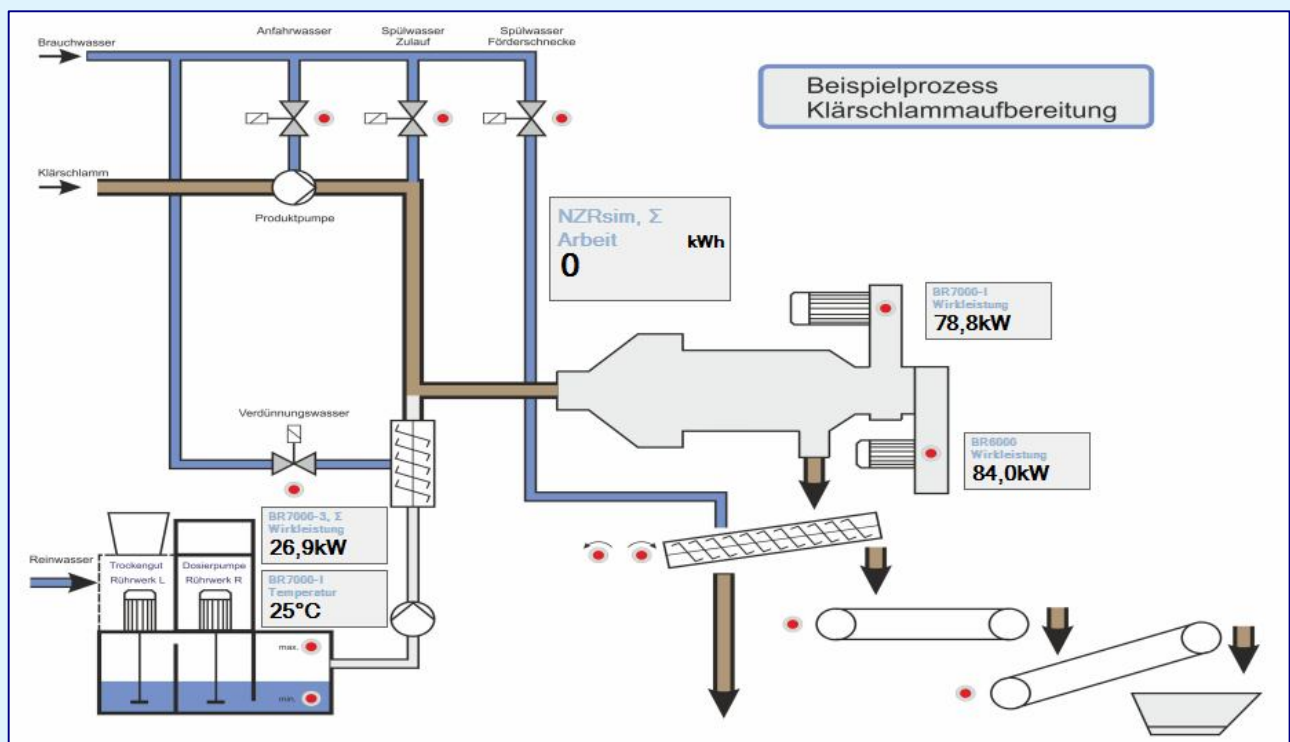 Anfahrwasser
Spülwasser
Zulauf
Spülwasser
Förderschnecke
Brauchwasser
Beispielprozess
Klärschlammaufbereitung
Klärschlamm
Produktpumpe
NZRsim, Σ
Arbeit kWh
0
BR7000-I
Wirkleistung
78,8kW
Verdünnungswasser
BR6000
Wirkleistung
84,0kW
BR7000-3, Σ
Wirkleistung
26,9kW
Reinwasser
Trockengut
Rührwerk L
Dosierpumpe
Rührwerk R
BR7000-I
Temperatur
25°C
max.
min.